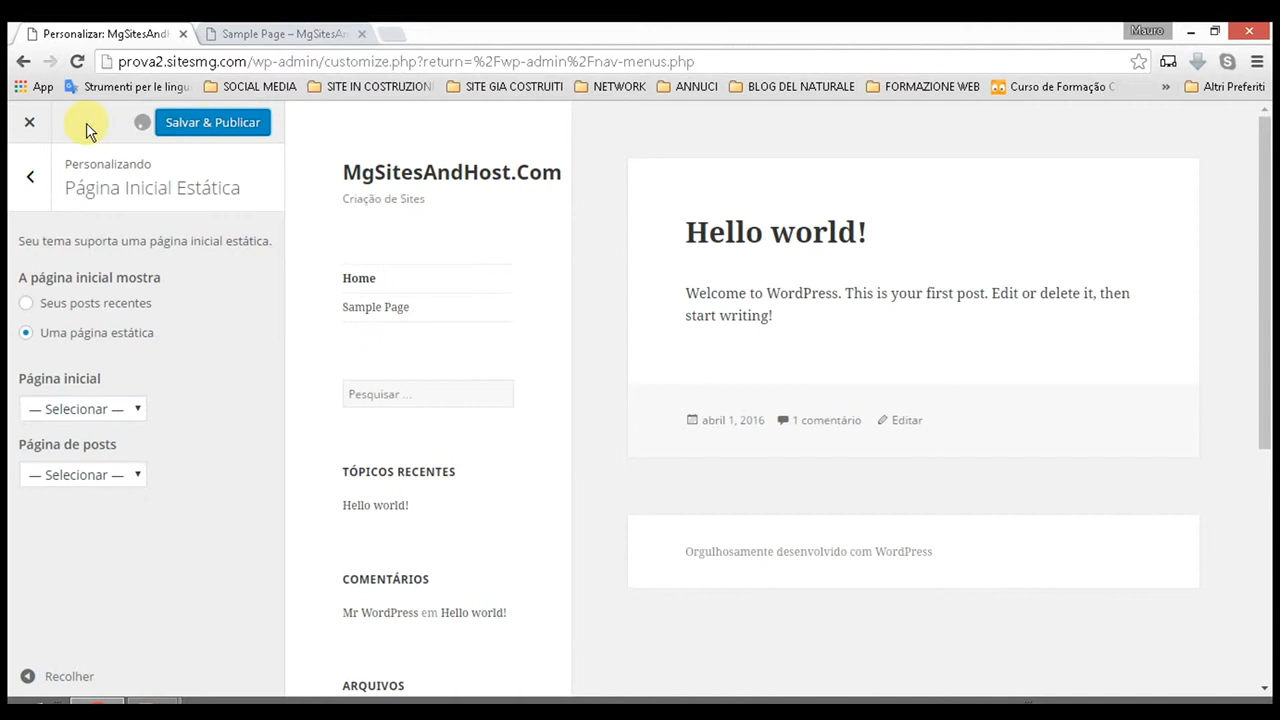 Personalizar: MgSitesAndH
Sample Page – MgSitesAn
Mauro
prova2.sitesmg.com/wp-admin/customize.php?return=%2Fwp-admin%2Fnav-menus.php
App
Strumenti per le lingu
SOCIAL MEDIA
SITE IN COSTRUZION
SITE GIA COSTRUITI
NETWORK
ANNUCI
BLOG DEL NATURALE
FORMAZIONE WEB
Curso de Formação C
»
Altri Preferiti
Salvar & Publicar
Personalizando
Página Inicial Estática
Seu tema suporta uma página inicial estática.
A página inicial mostra
Seus posts recentes
Uma página estática
Página inicial
— Selecionar —
Página de posts
— Selecionar —
Recolher
MgSitesAndHost.Com
Criação de Sites
Home
Sample Page
Pesquisar ...
TÓPICOS RECENTES
Hello world!
COMENTÁRIOS
Mr WordPress em Hello world!
ARQUIVOS
Hello world!
Welcome to WordPress. This is your first post. Edit or delete it, then
start writing!
abril 1, 2016
1 comentário
Editar
Orgulhosamente desenvolvido com WordPress